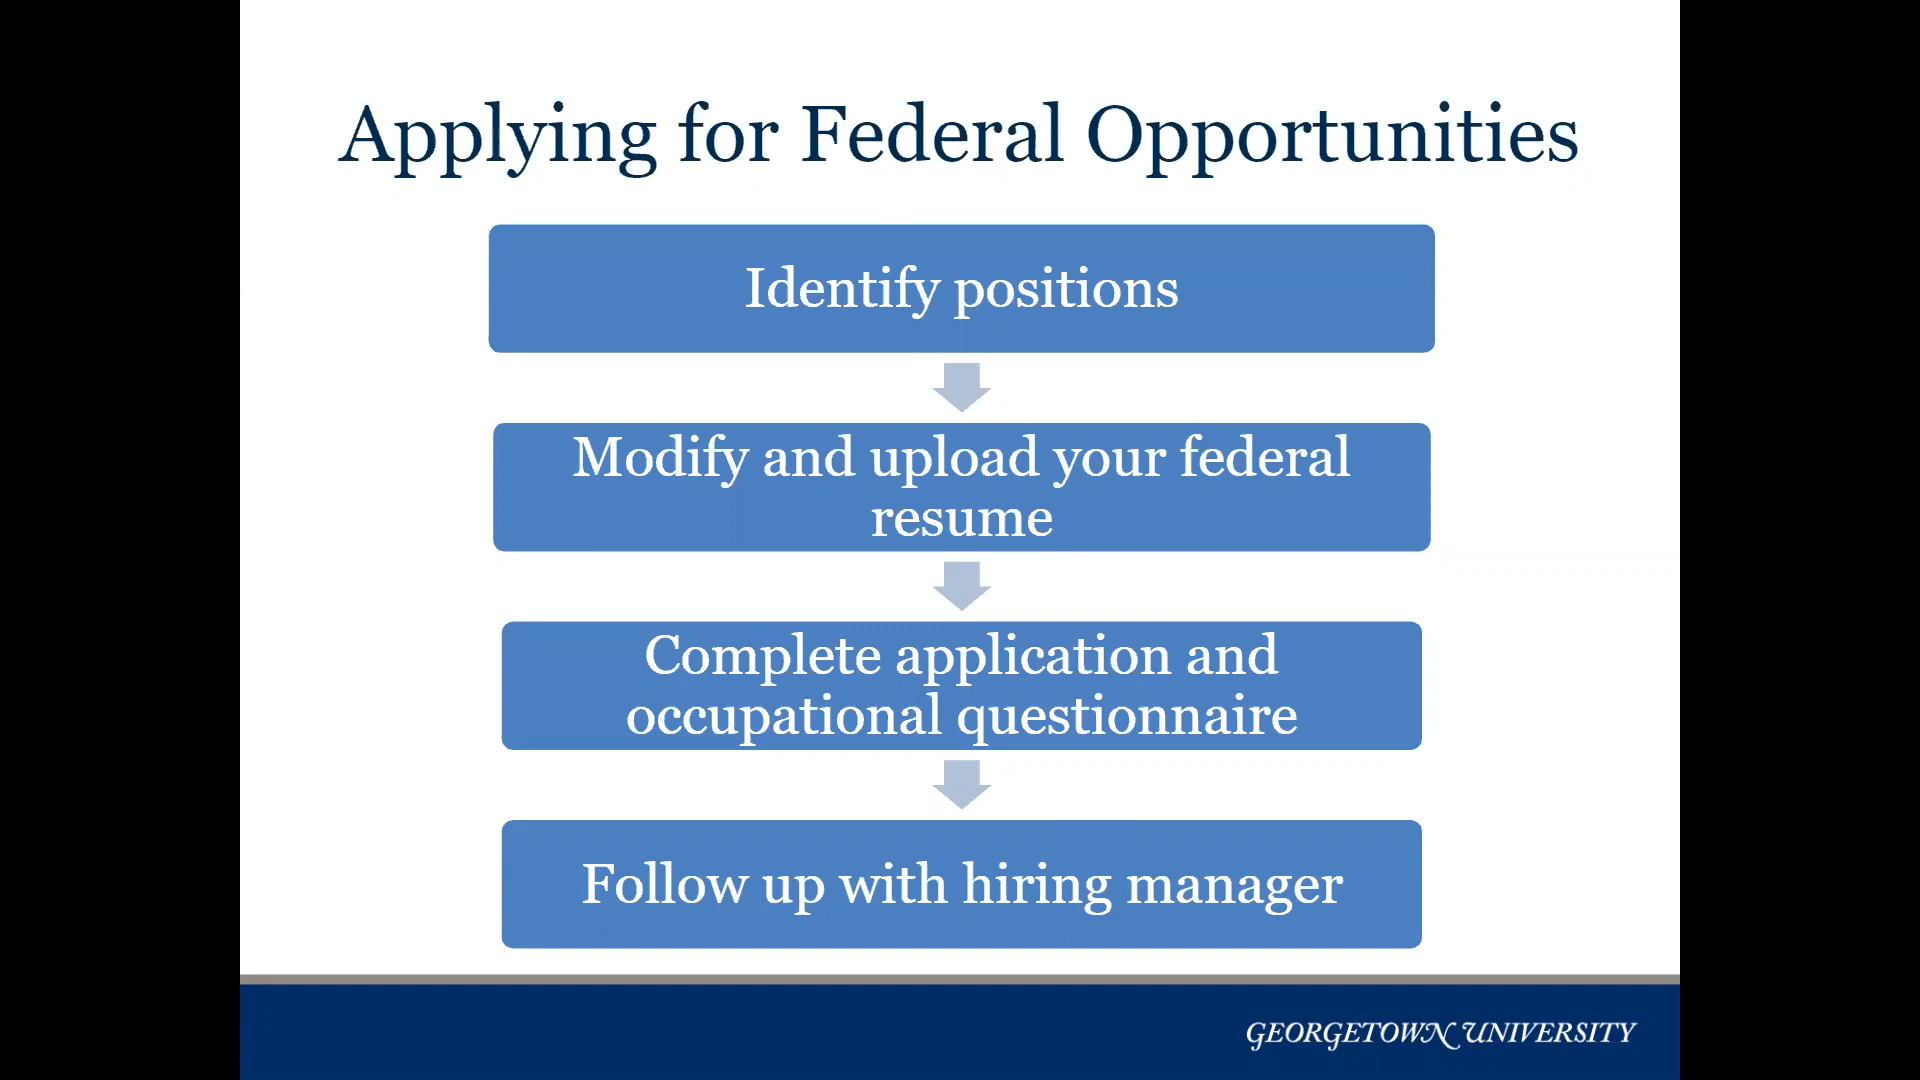 Applying for Federal Opportunities
Identify positions
Modify and upload your federal
resume
Complete application and
occupational questionnaire
Follow up with hiring manager
GEORGETOWN UNIVERSITY